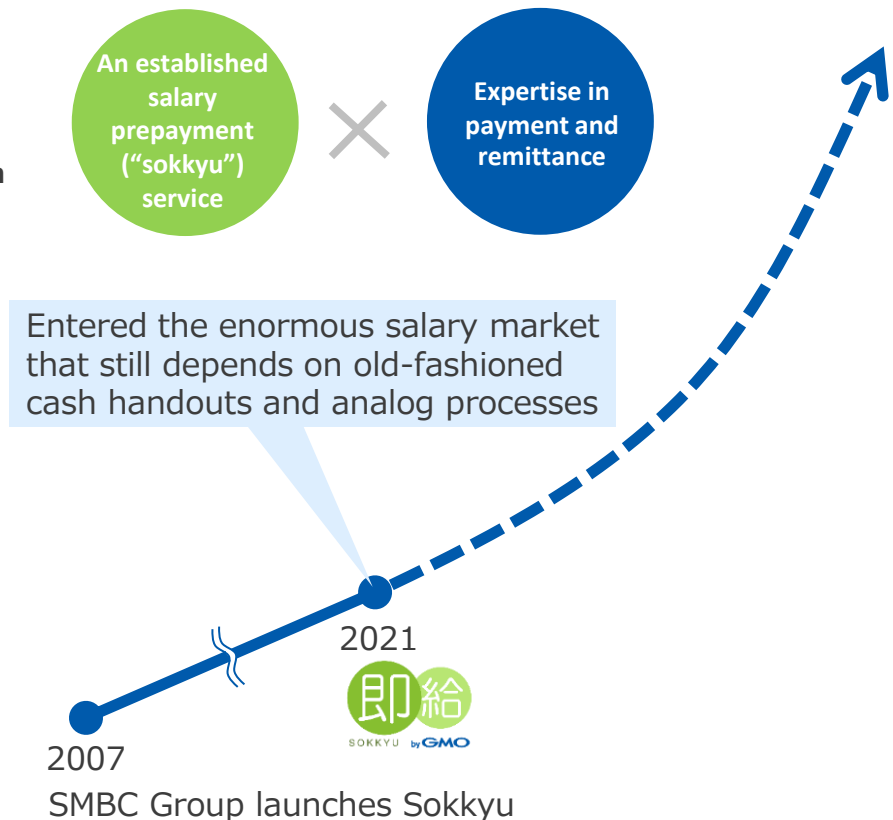 An established
salary
prepayment
(“sokkyu”)
service
Expertise in
payment and
remittance
Entered the enormous salary market
that still depends on old-fashioned
cash handouts and analog processes
2021
即給
SOKKYU by GMO
2007
SMBC Group launches Sokkyu